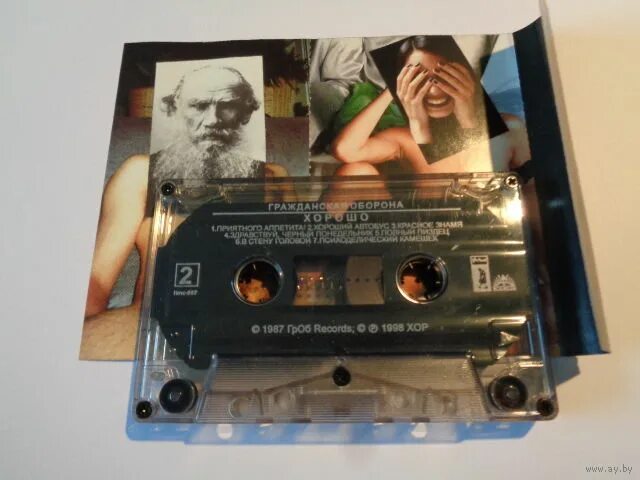 ГРАЖДАНСКАЯ ОБОРОНА
ХОРОШО
1.ПРИЯТНОГО АППЕТИТА! 2.ХОРОШИЙ АВТОБУС 3.КРАСНОЕ ЗНАМЯ
4.ЗДРАВСТВУЙ, ЧЕРНЫЙ ПОНЕДЕЛЬНИК 5.ПОЛНЫЙ ПИЗДЕЦ
6.В СТЕНУ ГОЛОВОЙ 7.ПСИХОДЕЛИЧЕСКИЙ КАМЕШЕК
2
© 1987 ГрОб Records; © ℗ 1998 ХОР
www.ay.by